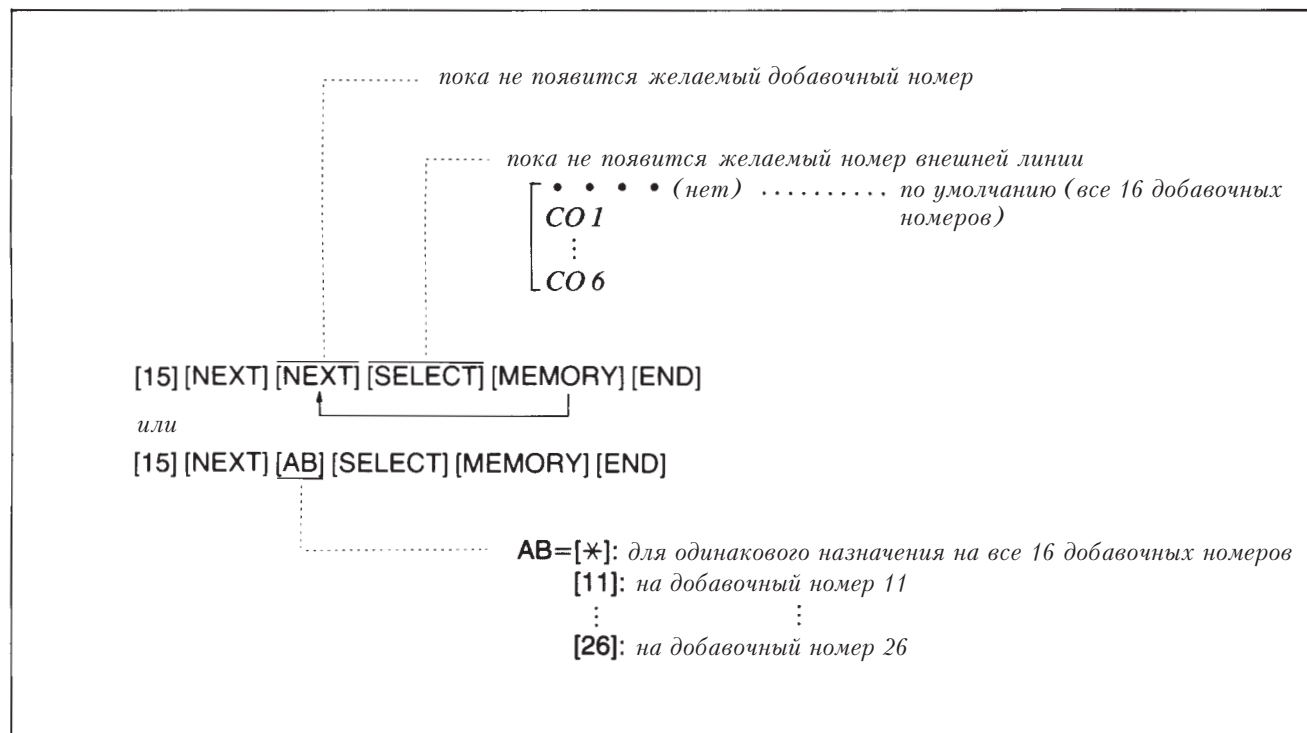 пока не появится желаемый добавочный номер
пока не появится желаемый номер внешней линии
• • • • (нет) .......... по умолчанию (все 16 добавочных
CO 1 номеров)
⋮
CO 6
[15] [NEXT] [NEXT] [SELECT] [MEMORY] [END]
или
[15] [NEXT] [AB] [SELECT] [MEMORY] [END]
AB=[✳]: для одинакового назначения на все 16 добавочных номеров
[11]: на добавочный номер 11
⋮ ⋮
[26]: на добавочный номер 26